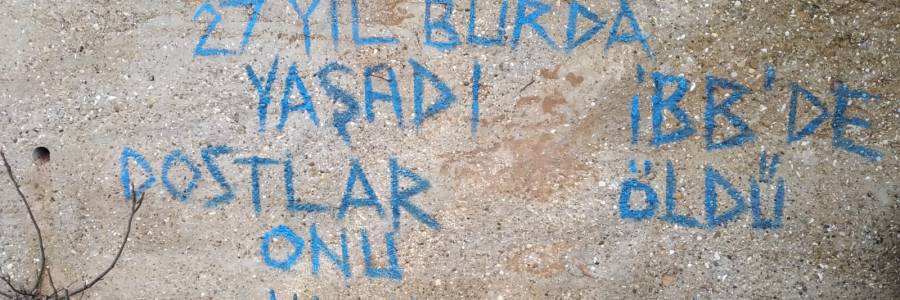 27 YIL BURDA
YAŞADI
DOSTLAR
ONU
İBB'DE
ÖLDÜ